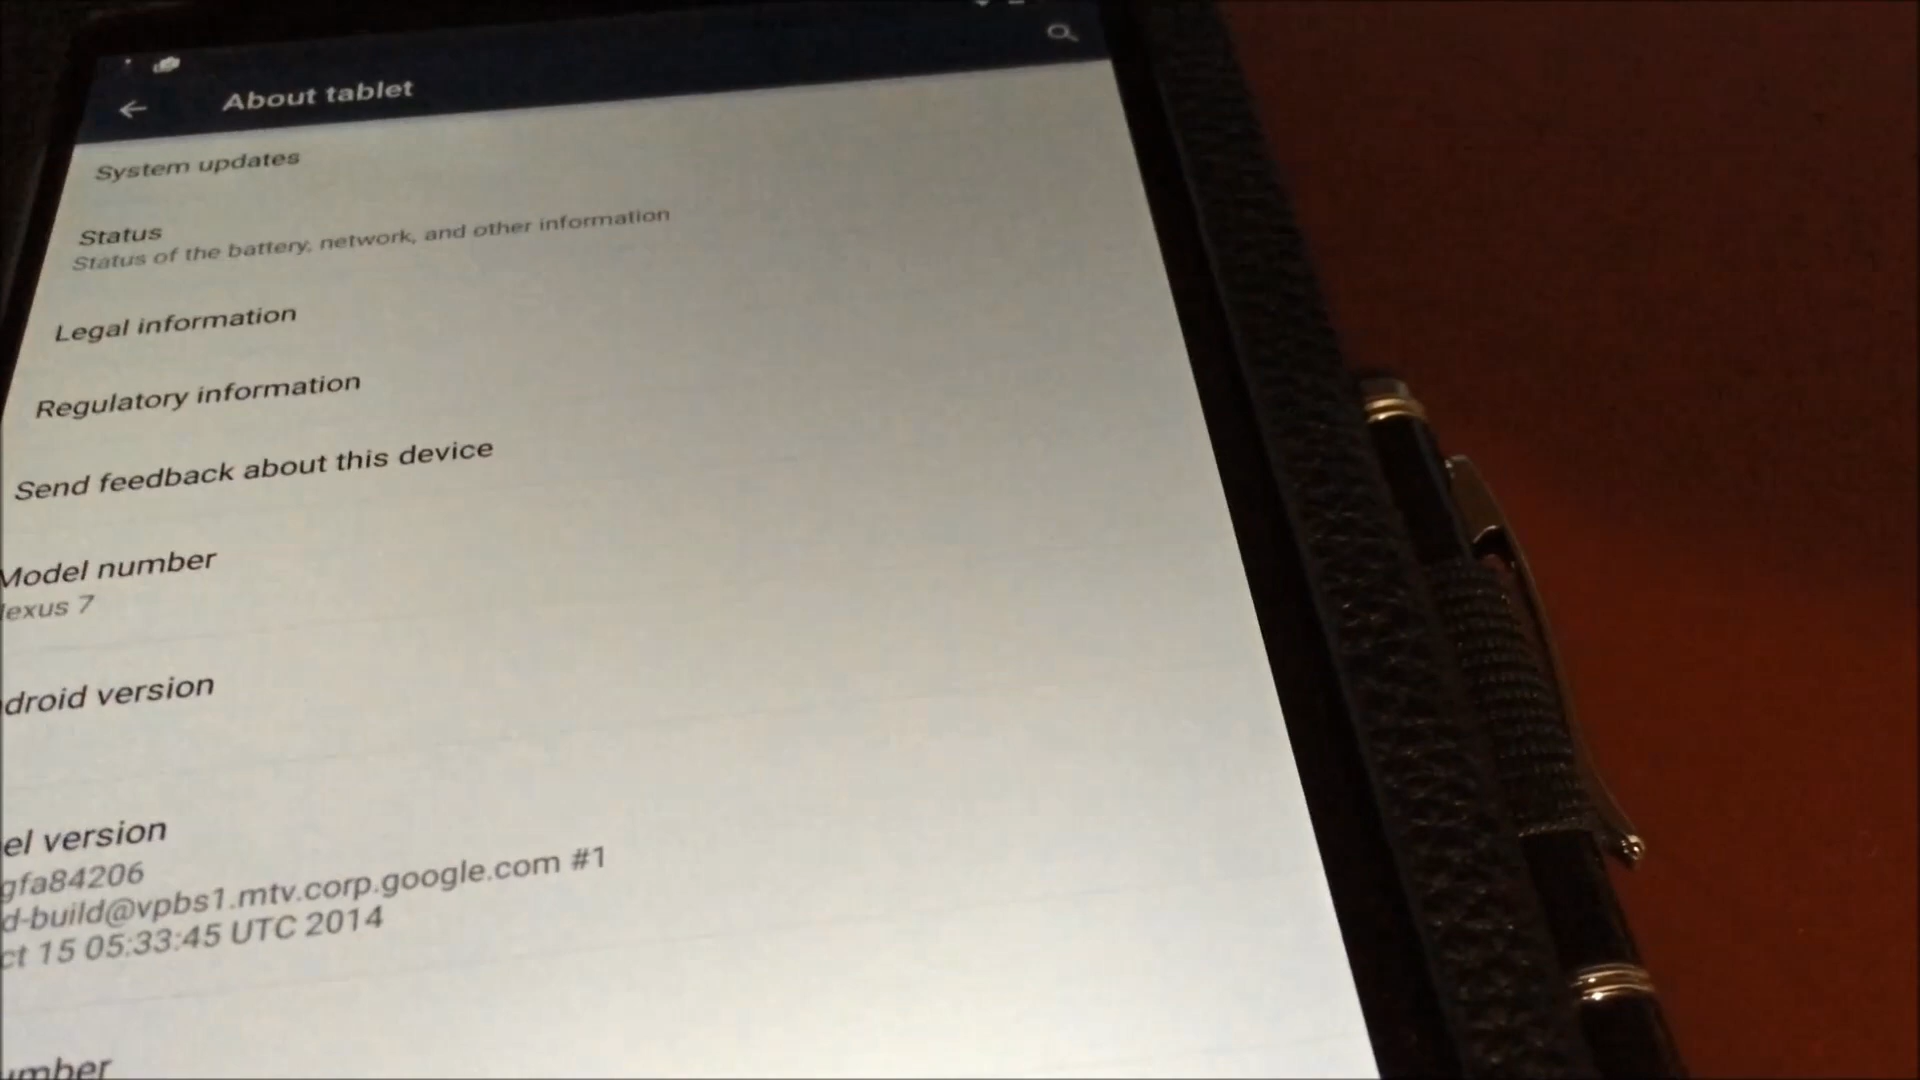 About tablet
System updates
Status
Status of the battery, network, and other information
Legal information
Regulatory information
Send feedback about this device
Model number
lexus 7
droid version
el version
gfa84206
d-build@vpbs1.mtv.corp.google.com #1
ct 15 05:33:45 UTC 2014
umber